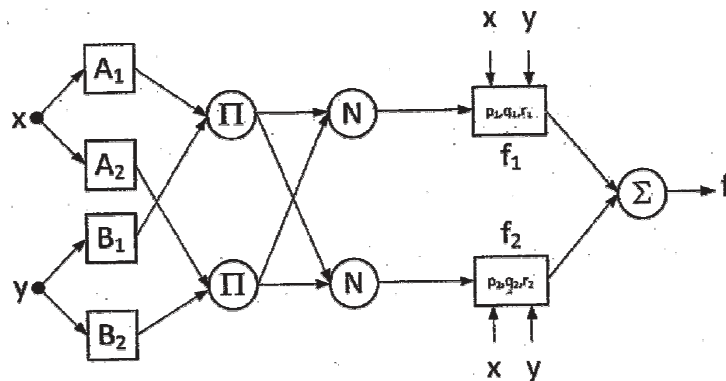 x y
A₁
Π N p₁,q₁,r₁
x
f₁
A₂
Σ f
B₁
f₂
y Π N p₂,q₂,r₂
B₂
x y